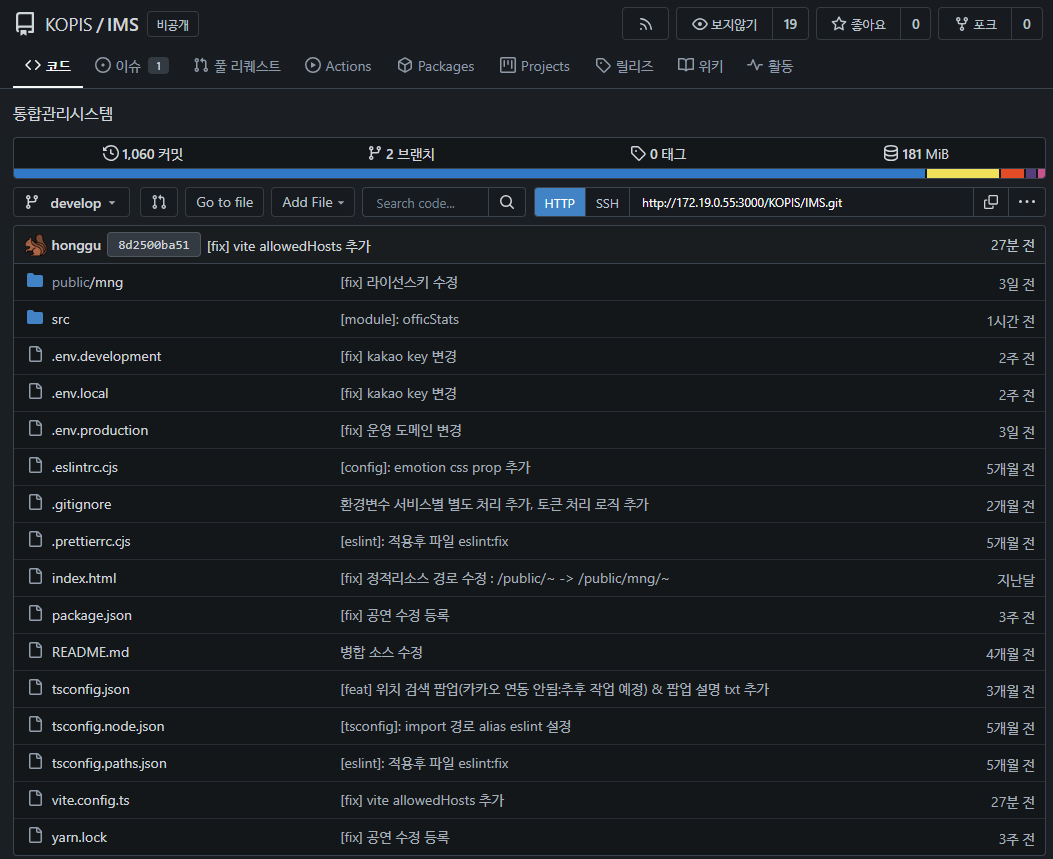 KOPIS / IMS 비공개 보지않기 19 좋아요 0 포크 0
코드 이슈 1 풀 리퀘스트 Actions Packages Projects 릴리즈 위키 활동
통합관리시스템
1,060 커밋 2 브랜치 0 태그 181 MiB
develop Go to file Add File Search code... HTTP SSH http://172.19.0.55:3000/KOPIS/IMS.git
honggu 8d2500ba51 [fix] vite allowedHosts 추가 27분 전
public/mng [fix] 라이선스키 수정 3일 전
src [module]: officStats 1시간 전
.env.development [fix] kakao key 변경 2주 전
.env.local [fix] kakao key 변경 2주 전
.env.production [fix] 운영 도메인 변경 3일 전
.eslintrc.cjs [config]: emotion css prop 추가 5개월 전
.gitignore 환경변수 서비스별 별도 처리 추가, 토큰 처리 로직 추가 2개월 전
.prettierrc.cjs [eslint]: 적용후 파일 eslint:fix 5개월 전
index.html [fix] 정적리소스 경로 수정 : /public/~ -> /public/mng/~ 지난달
package.json [fix] 공연 수정 등록 3주 전
README.md 병합 소스 수정 4개월 전
tsconfig.json [feat] 위치 검색 팝업(카카오 연동 안됨;추후 작업 예정) & 팝업 설명 txt 추가 3개월 전
tsconfig.node.json [tsconfig]: import 경로 alias eslint 설정 5개월 전
tsconfig.paths.json [eslint]: 적용후 파일 eslint:fix 5개월 전
vite.config.ts [fix] vite allowedHosts 추가 27분 전
yarn.lock [fix] 공연 수정 등록 3주 전